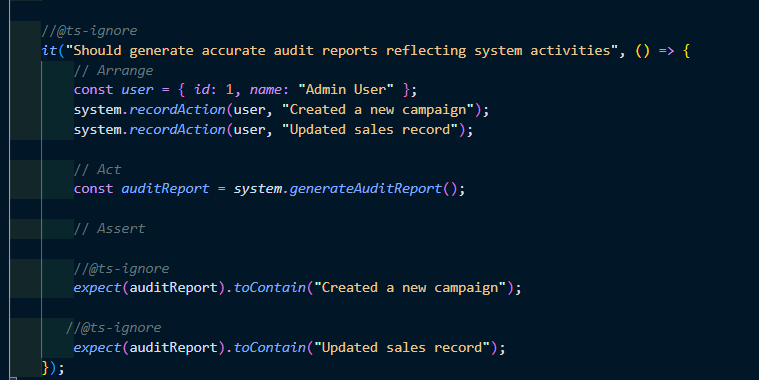 //@ts-ignore
it("Should generate accurate audit reports reflecting system activities", () => {
// Arrange
const user = { id: 1, name: "Admin User" };
system.recordAction(user, "Created a new campaign");
system.recordAction(user, "Updated sales record");
// Act
const auditReport = system.generateAuditReport();
// Assert
//@ts-ignore
expect(auditReport).toContain("Created a new campaign");
//@ts-ignore
expect(auditReport).toContain("Updated sales record");
});